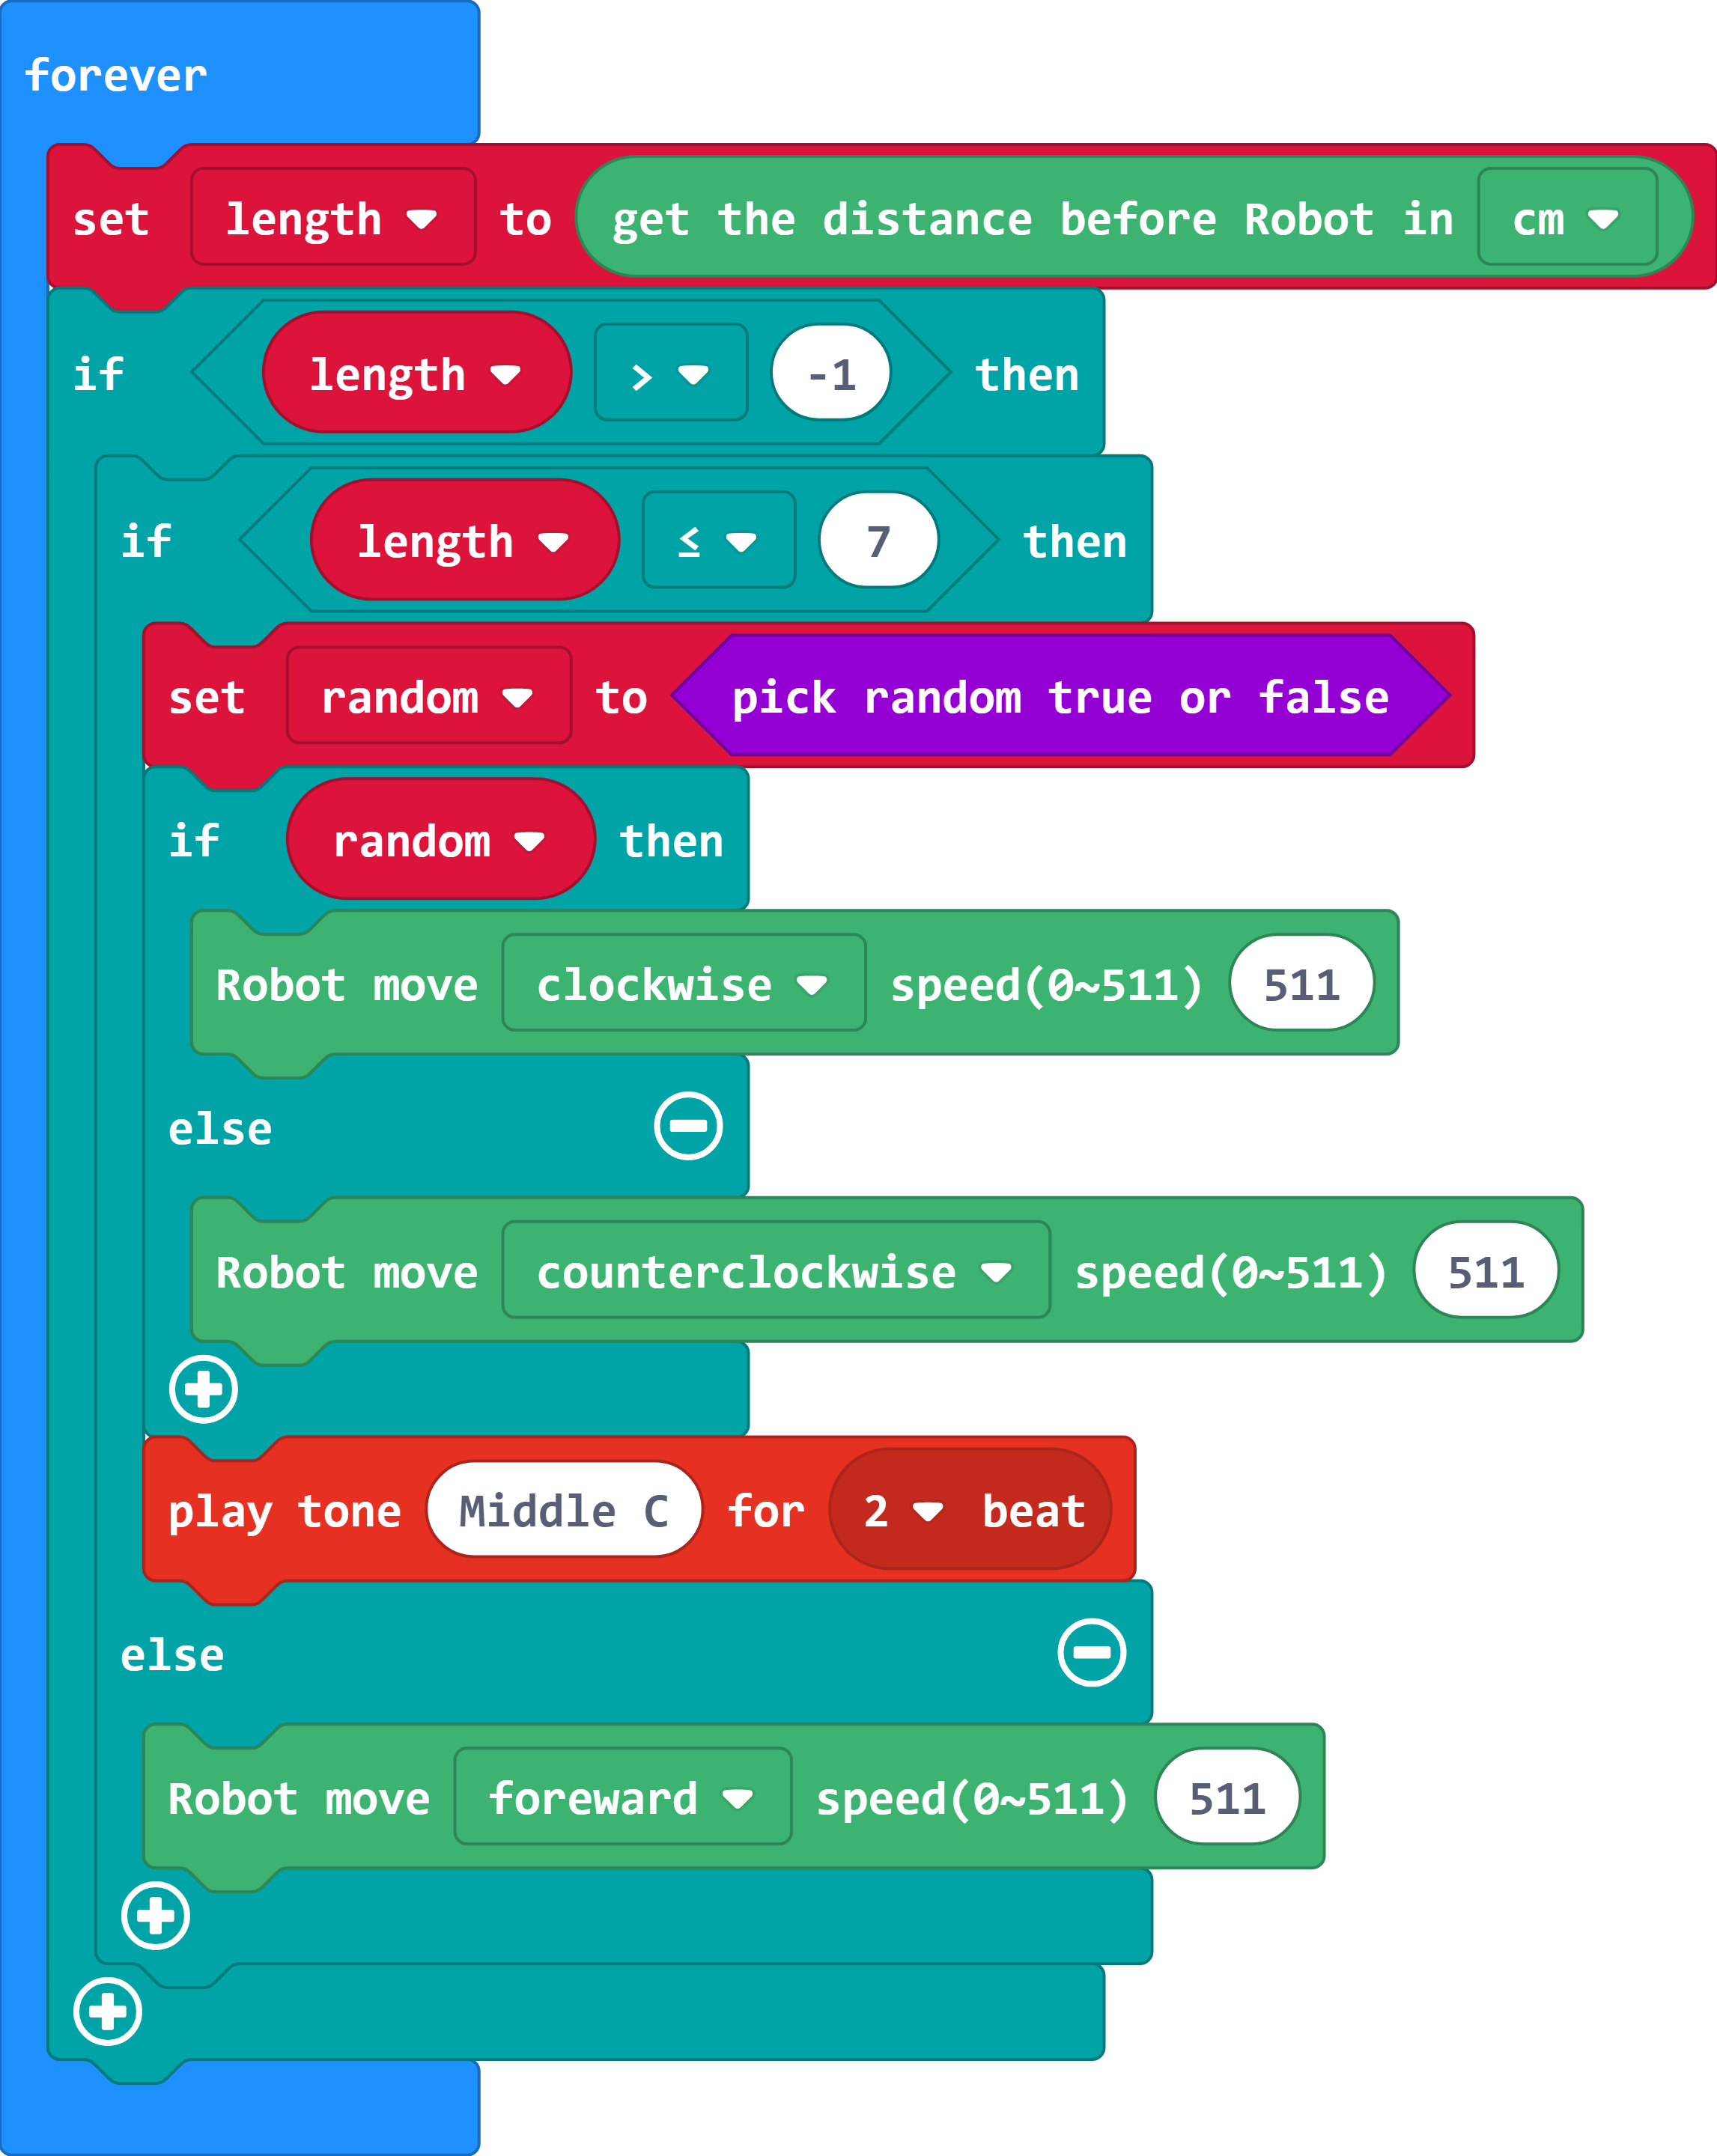 forever
set length to get the distance before Robot in cm
if length > -1 then
if length ≤ 7 then
set random to pick random true or false
if random then
Robot move clockwise speed(0~511) 511
else
Robot move counterclockwise speed(0~511) 511
play tone Middle C for 2 beat
else
Robot move foreward speed(0~511) 511